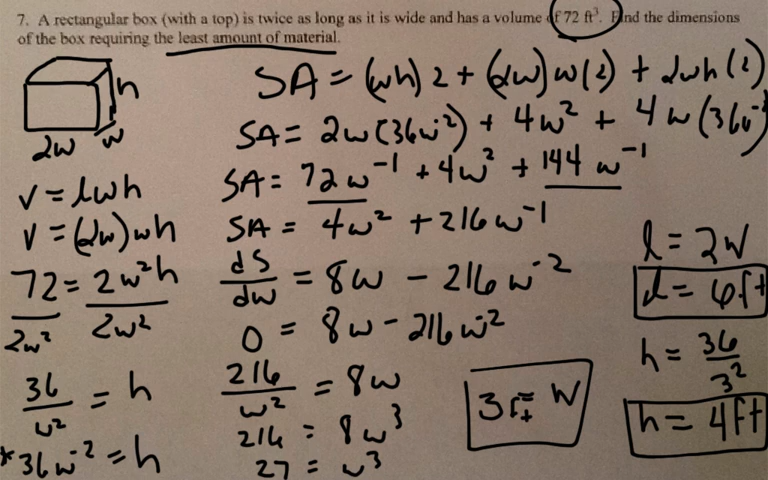 7. A rectangular box (with a top) is twice as long as it is wide and has a volume of 72 ft³. Find the dimensions
of the box requiring the least amount of material.
h
2w w
V = lwh
V = (2w)wh
72 = 2w²h
2w² 2w²
36/w² = h
*36w⁻² = h
SA = (wh)2 + (2w)w(2) + 2wh(2)
SA = 2w(36w⁻²) + 4w² + 4w(36w⁻²)
SA = 72w⁻¹ + 4w² + 144w⁻¹
SA = 4w² + 216w⁻¹
dS/dw = 8w - 216w⁻²
0 = 8w - 216w⁻²
216/w² = 8w
216 = 8w³
27 = w³
3ft = w
l = 2w
l = 6ft
h = 36/3²
h = 4ft